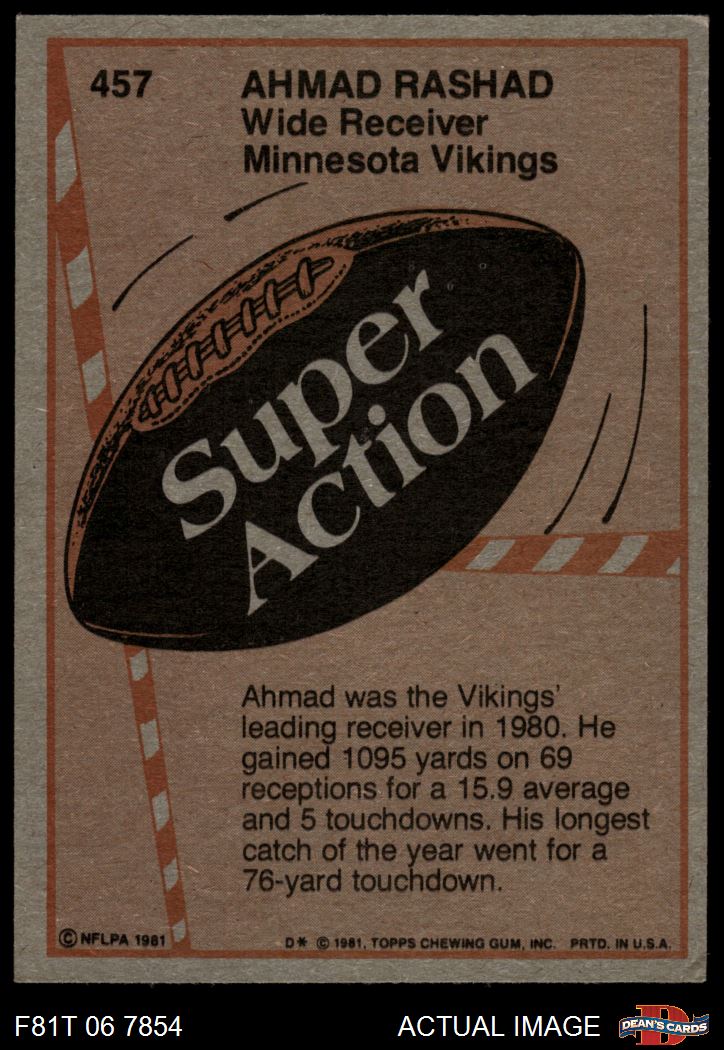 457
AHMAD RASHAD
Wide Receiver
Minnesota Vikings
Super
Action
Ahmad was the Vikings'
leading receiver in 1980. He
gained 1095 yards on 69
receptions for a 15.9 average
and 5 touchdowns. His longest
catch of the year went for a
76-yard touchdown.
© NFLPA 1981
D* © 1981, TOPPS CHEWING GUM, INC. PRTD. IN U.S.A.
F81T 06 7854
ACTUAL IMAGE
D
DEAN'S CARDS